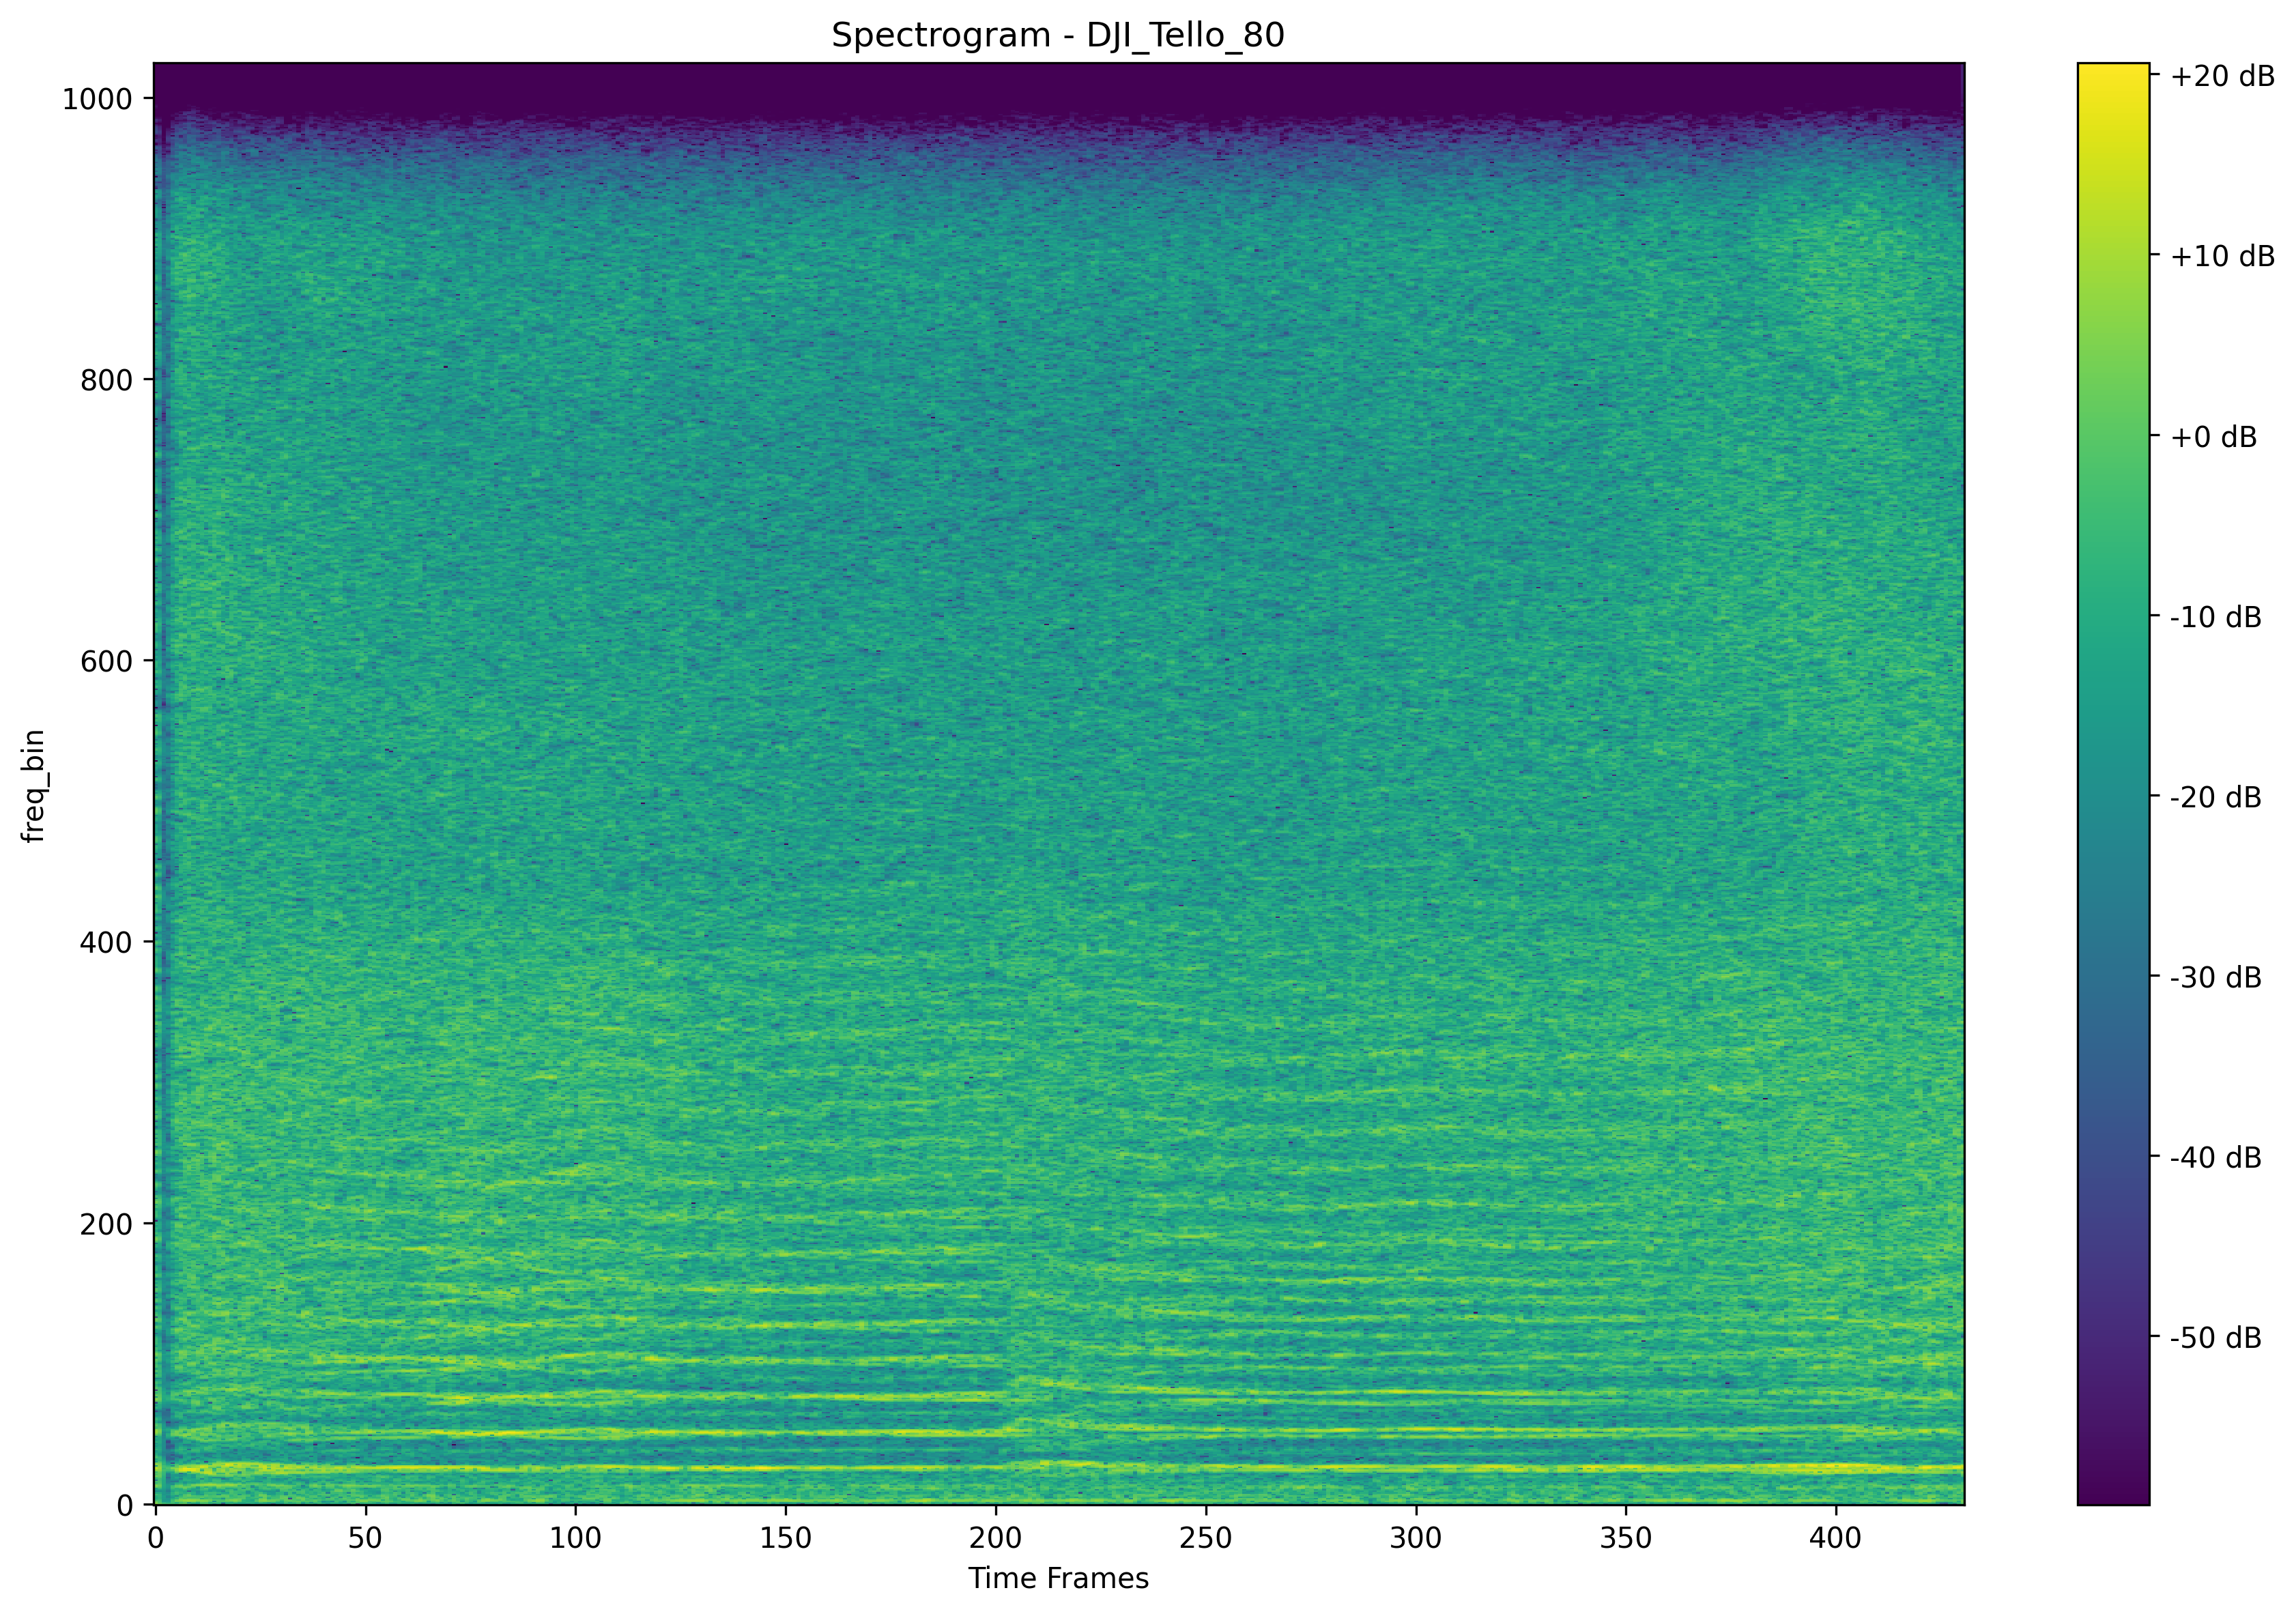 Spectrogram - DJI_Tello_80
freq_bin
1000
800
600
400
200
0
0 50 100 150 200 250 300 350 400
Time Frames
+20 dB
+10 dB
+0 dB
-10 dB
-20 dB
-30 dB
-40 dB
-50 dB